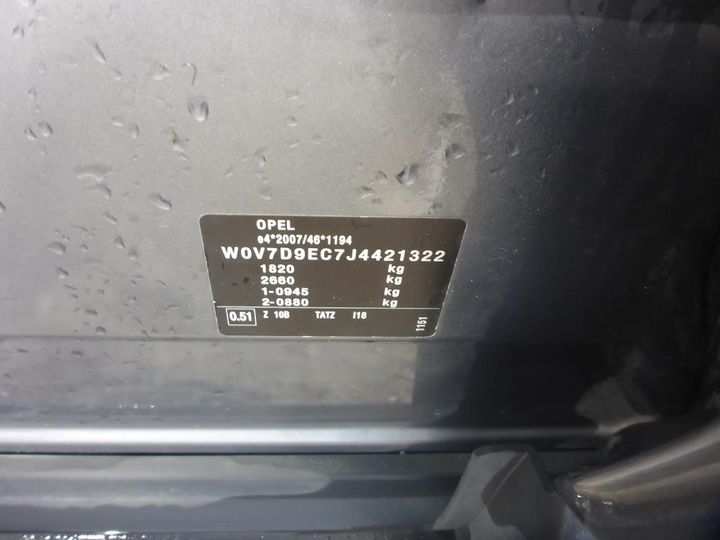 OPEL
e4*2007/46*1194
W0V7D9EC7J4421322
1820 kg
2660 kg
1-0945 kg
2-0880 kg
0.51 Z 10B TATZ I18
1151